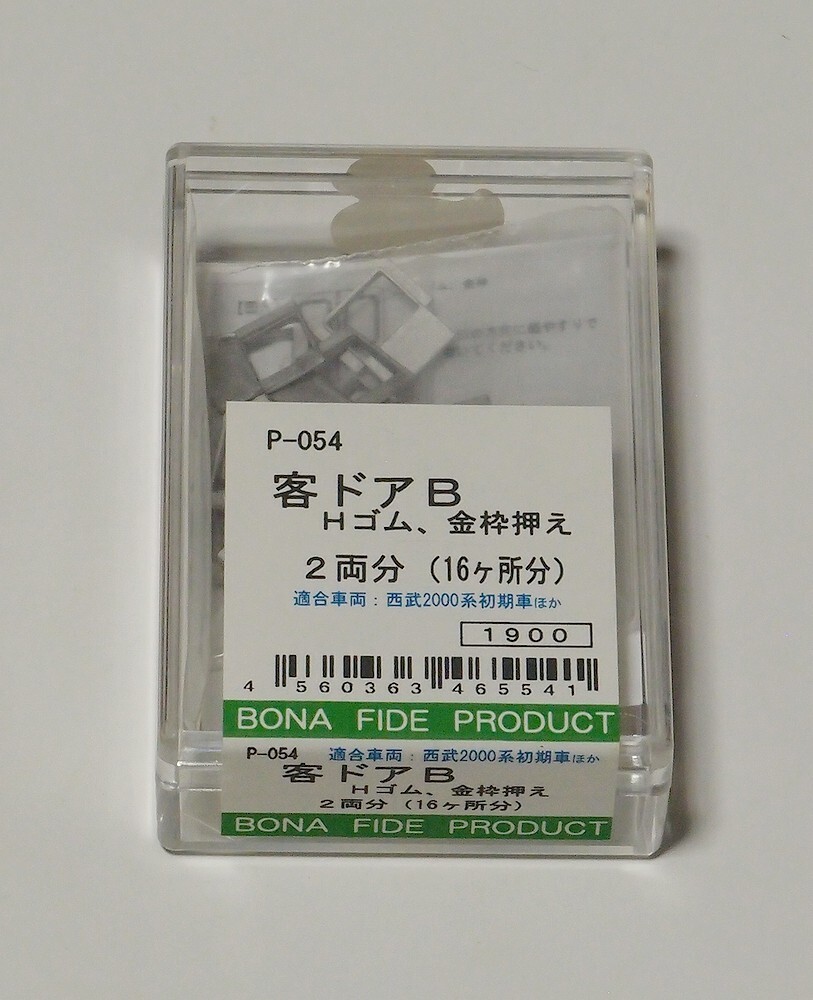 P-054
客ドアB
Hゴム、金枠押え
2両分 (16ヶ所分)
適合車両：西武2000系初期車ほか
1900
4 560363 465541
BONA FIDE PRODUCT
P-054 適合車両：西武2000系初期車ほか
客ドアB
Hゴム、金枠押え
2両分 (16ヶ所分)
BONA FIDE PRODUCT